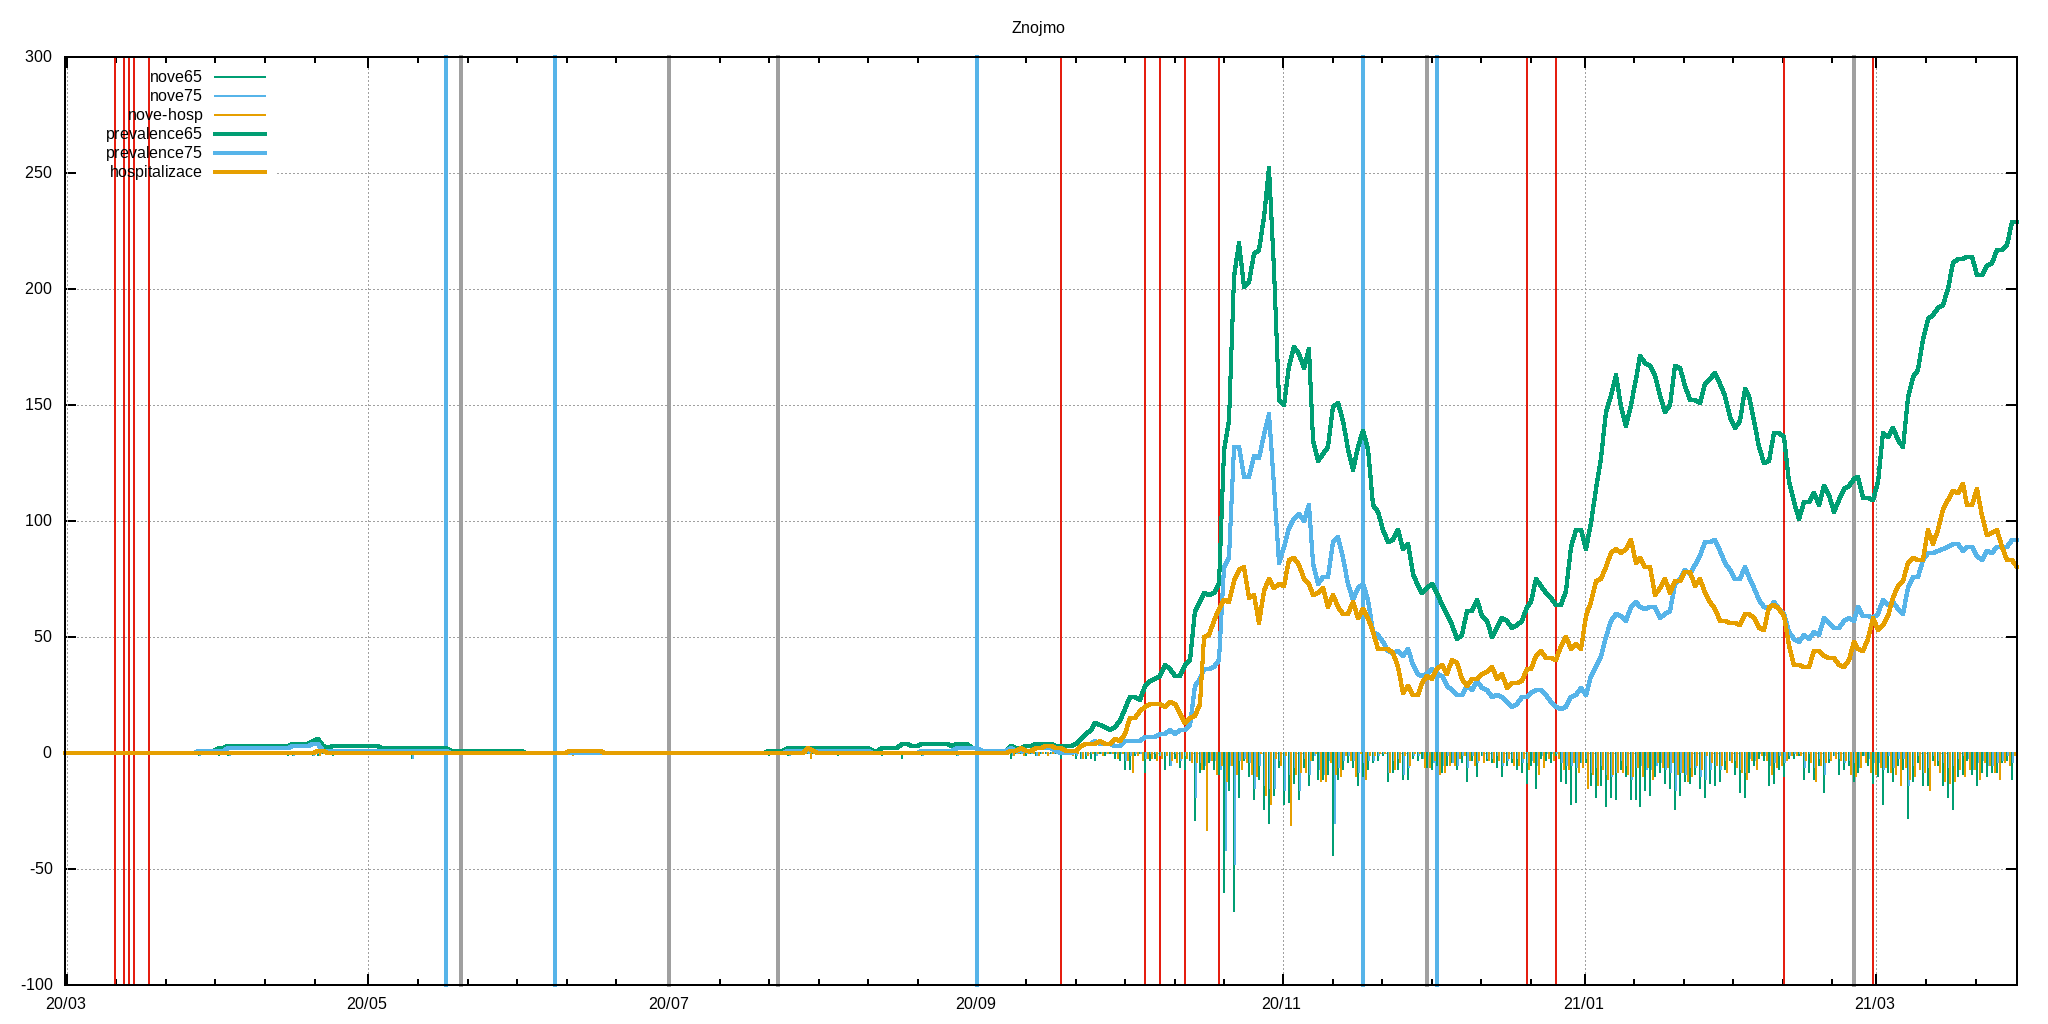 Znojmo
300
250
200
150
100
50
0
-50
-100
nove65
nove75
nove-hosp
prevalence65
prevalence75
hospitalizace
20/03 20/05 20/07 20/09 20/11 21/01 21/03